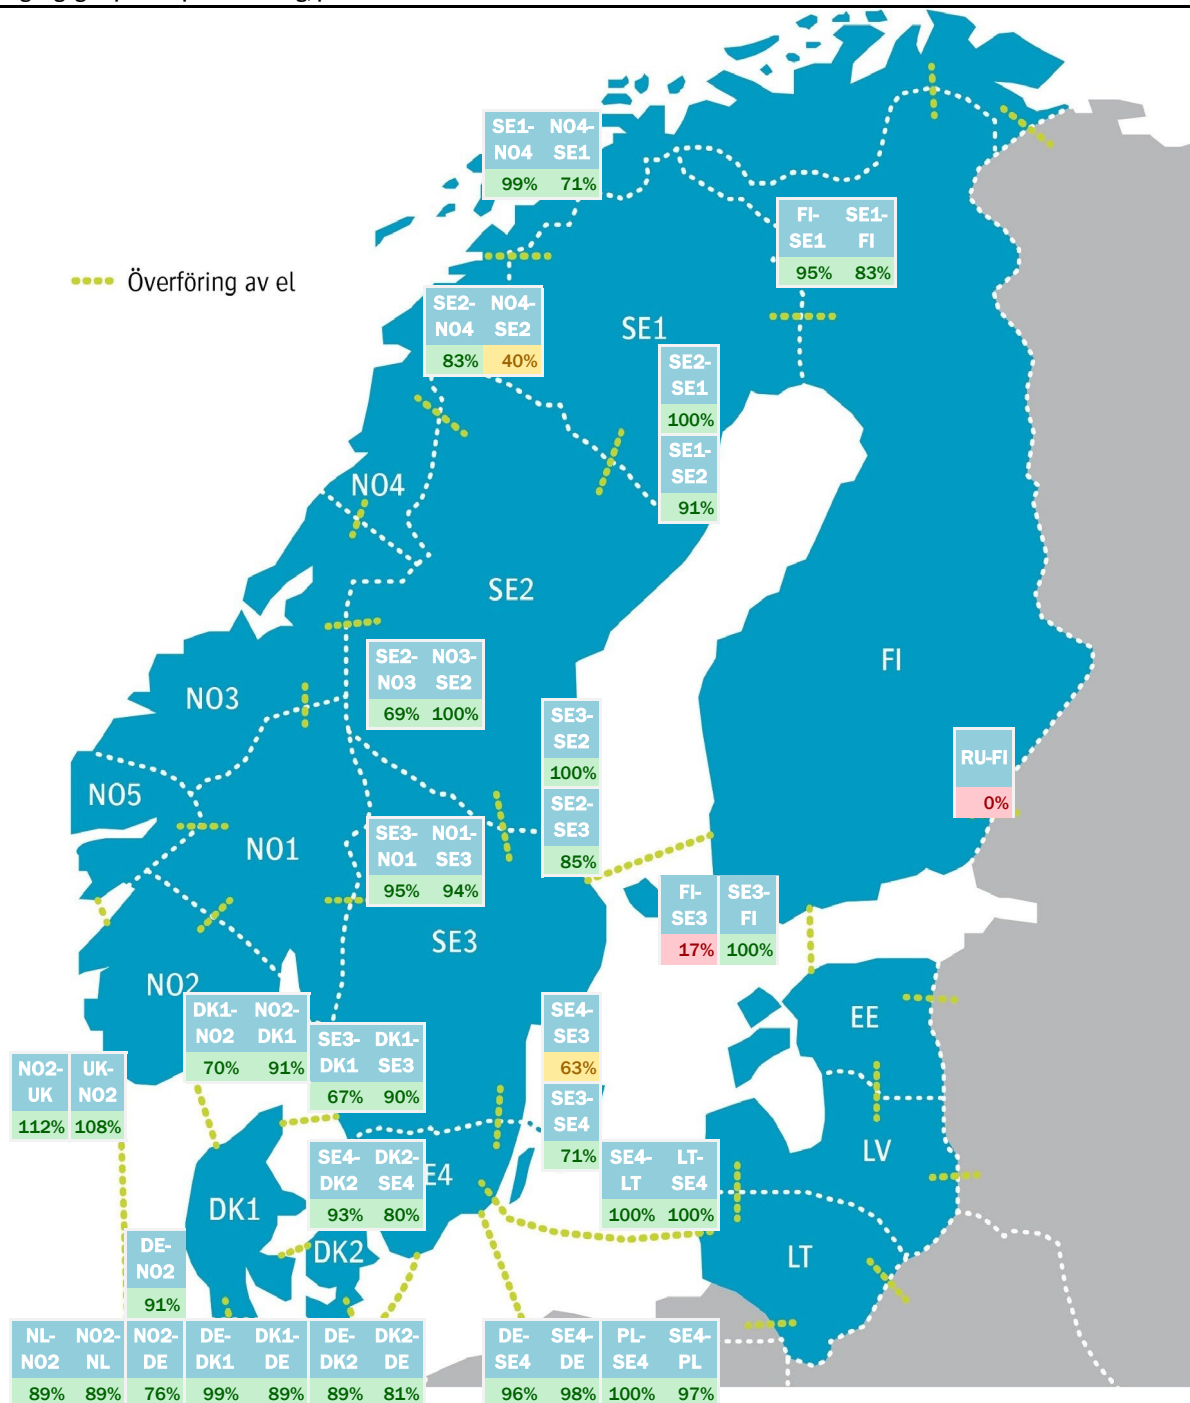 SE1- NO4-
NO4 SE1
99% 71%
FI- SE1-
SE1 FI
95% 83%
Överföring av el
SE2- NO4-
NO4 SE2
83% 40%
SE1
SE2-
SE1
100%
SE1-
SE2
91%
NO4
SE2
FI
SE2- NO3-
NO3 SE2
69% 100%
NO3
SE3-
SE2
100%
SE2-
SE3
85%
RU-FI
0%
NO5
NO1
SE3- NO1-
NO1 SE3
95% 94%
FI- SE3-
SE3 FI
17% 100%
SE3
NO2
DK1- NO2-
NO2 DK1
70% 91%
SE4-
SE3
63%
SE3-
SE4
71%
EE
SE3- DK1-
DK1 SE3
67% 90%
NO2- UK-
UK NO2
112% 108%
SE4- DK2-
DK2 SE4
93% 80%
E4
SE4- LT-
LT SE4
100% 100%
LV
DK1
DK2
LT
DE-
NO2
91%
NL- NO2- NO2- DE- DK1- DE- DK2-
NO2 NL DE DK1 DE DK2 DE
89% 89% 76% 99% 89% 89% 81%
DE- SE4- PL- SE4-
SE4 DE SE4 PL
96% 98% 100% 97%